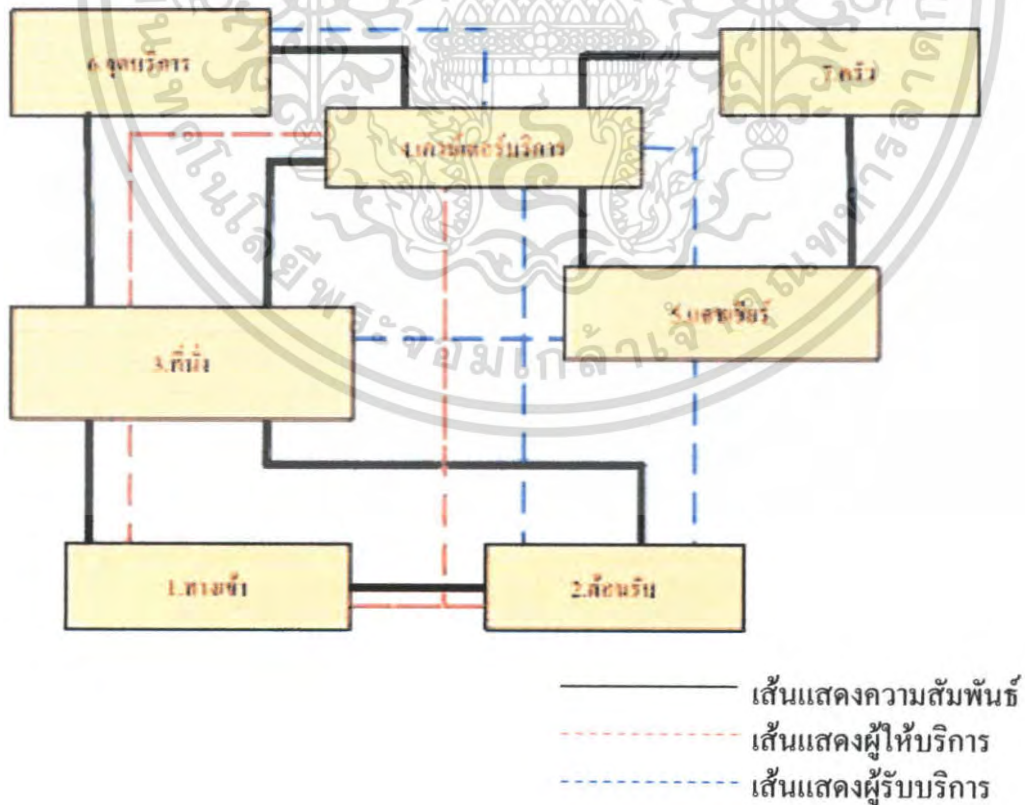 6.จุดบริการ
7.ครัว
4.เคาน์เตอร์บริการ
5.แคชเชียร์
3.ที่นั่ง
1.ทางเข้า
2.ต้อนรับ
เส้นแสดงความสัมพันธ์
เส้นแสดงผู้ให้บริการ
เส้นแสดงผู้รับบริการ